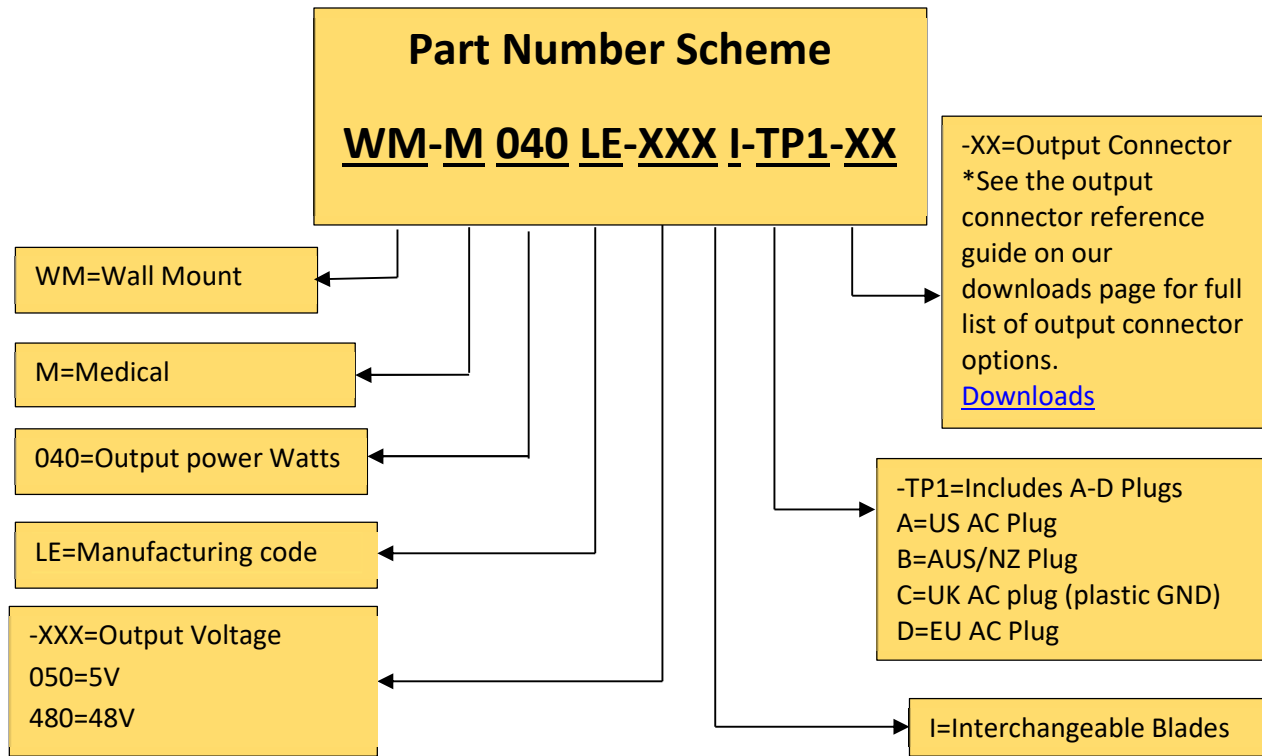 Part Number Scheme
WM-M 040 LE-XXX I-TP1-XX
WM=Wall Mount
M=Medical
040=Output power Watts
LE=Manufacturing code
-XXX=Output Voltage
050=5V
480=48V
-XX=Output Connector
*See the output
connector reference
guide on our
downloads page for full
list of output connector
options.
Downloads
-TP1=Includes A-D Plugs
A=US AC Plug
B=AUS/NZ Plug
C=UK AC plug (plastic GND)
D=EU AC Plug
I=Interchangeable Blades